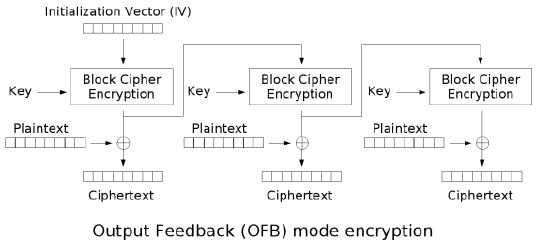 Initialization Vector (IV)
Key
Block Cipher
Encryption
Plaintext
Ciphertext
Key
Block Cipher
Encryption
Plaintext
Ciphertext
Key
Block Cipher
Encryption
Plaintext
Ciphertext
Output Feedback (OFB) mode encryption